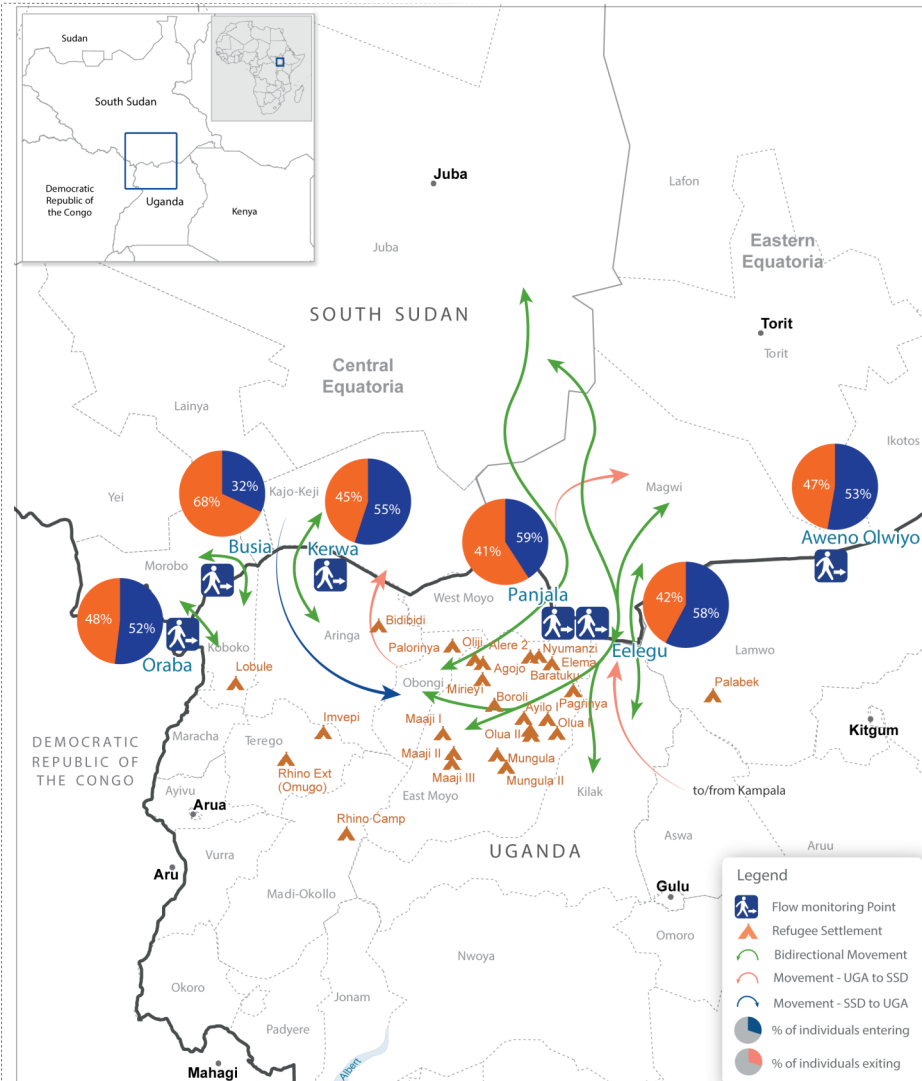 Sudan
South Sudan
Democratic
Republic of
the Congo
Uganda
Kenya
Juba
Juba
Lafon
Eastern
Equatoria
SOUTH SUDAN
Torit
Torit
Central
Equatoria
Lainya
Ikotos
Yei
Kajo-Keji
Magwi
32%
68%
45%
55%
47%
53%
59%
41%
Busia
Kerwa
Aweno Olwiyo
Morobo
West Moyo
Panjala
42%
58%
48%
52%
Bidibidi
Aringa
Oraba
Koboko
Palorinya
Oliji
Alere 2
Nyumanzi
Eelegu
Lamwo
Lobule
Agojo
Elema
Baratuku
Obongi
Mirieyi
Pagrinya
Palabek
Boroli
Imvepi
Maaji I
Ayilo I
Olua I
Olua II
Kitgum
DEMOCRATIC
REPUBLIC OF
THE CONGO
Maracha
Terego
Maaji II
Mungula
Rhino Ext
(Omugo)
Maaji III
Mungula II
Ayivu
East Moyo
Kilak
to/from Kampala
Arua
Rhino Camp
Aswa
Aruu
Vurra
UGANDA
Aru
Gulu
Madi-Okollo
Omoro
Nwoya
Okoro
Jonam
Padyere
Albert
Mahagi
Legend
Flow monitoring Point
Refugee Settlement
Bidirectional Movement
Movement - UGA to SSD
Movement - SSD to UGA
% of individuals entering
% of individuals exiting